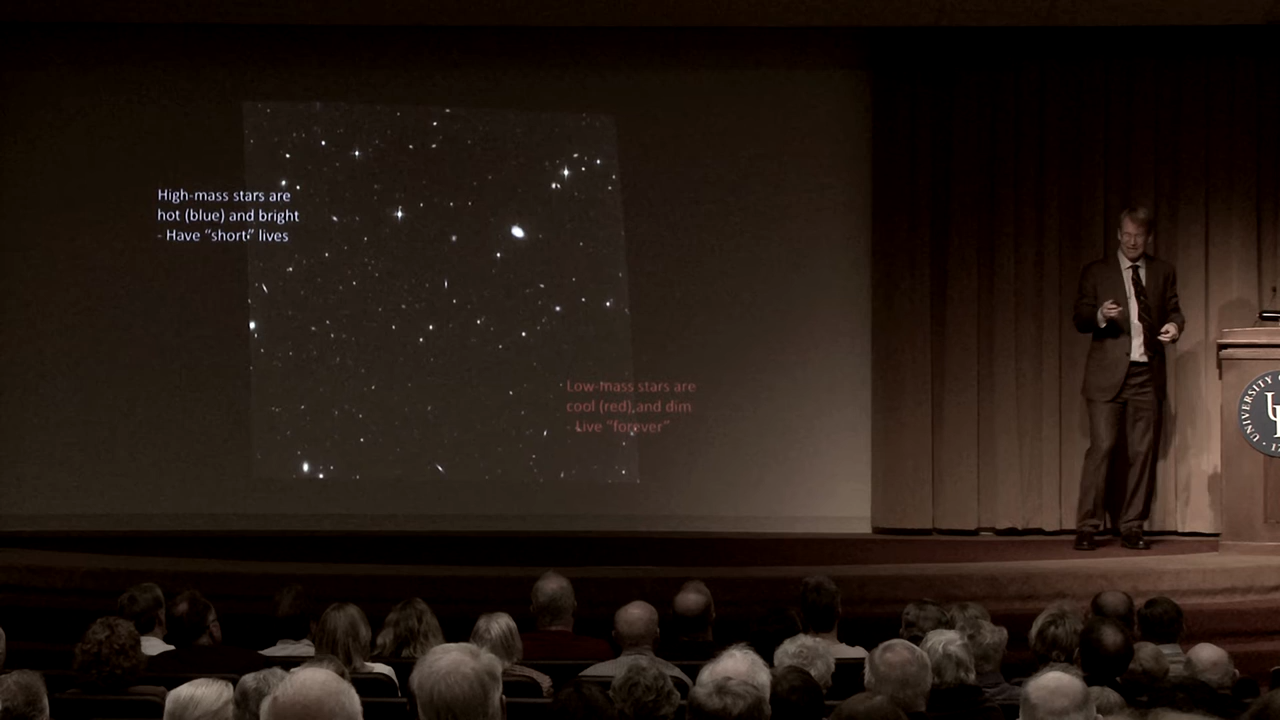 High-mass stars are
hot (blue) and bright
- Have “short” lives
Low-mass stars are
cool (red) and dim
- Live “forever”
UNIVERSITY